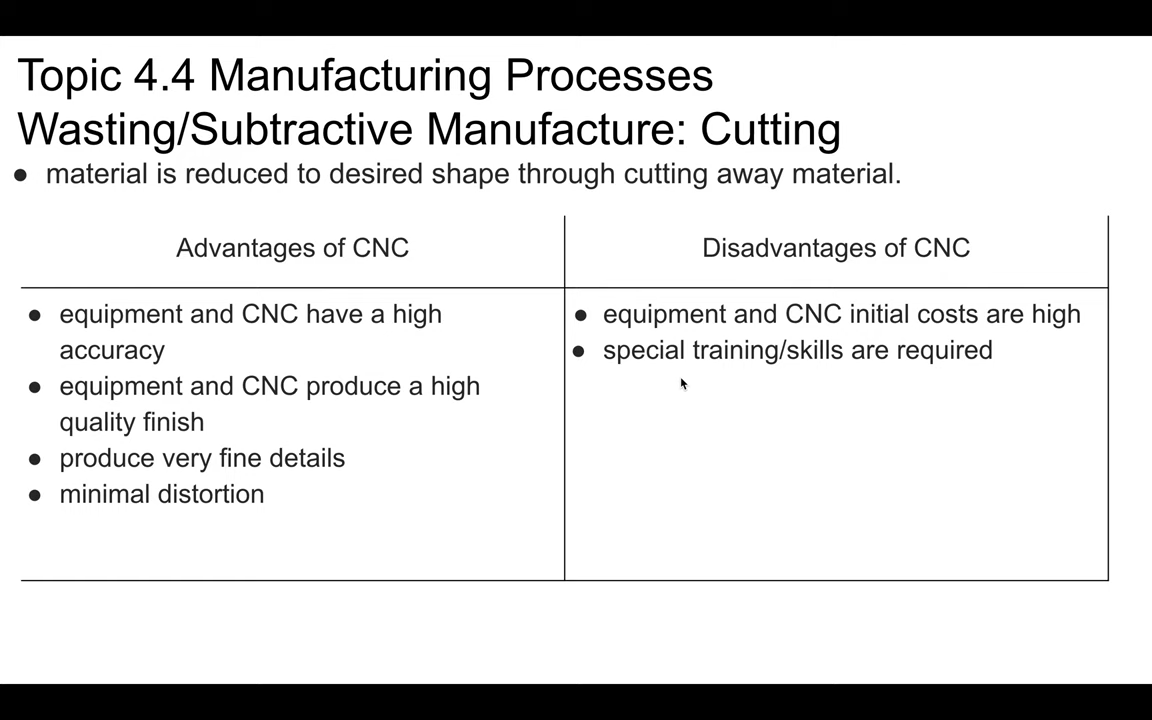 Topic 4.4 Manufacturing Processes
Wasting/Subtractive Manufacture: Cutting
● material is reduced to desired shape through cutting away material.
Advantages of CNC
● equipment and CNC have a high
accuracy
● equipment and CNC produce a high
quality finish
● produce very fine details
● minimal distortion
Disadvantages of CNC
● equipment and CNC initial costs are high
● special training/skills are required